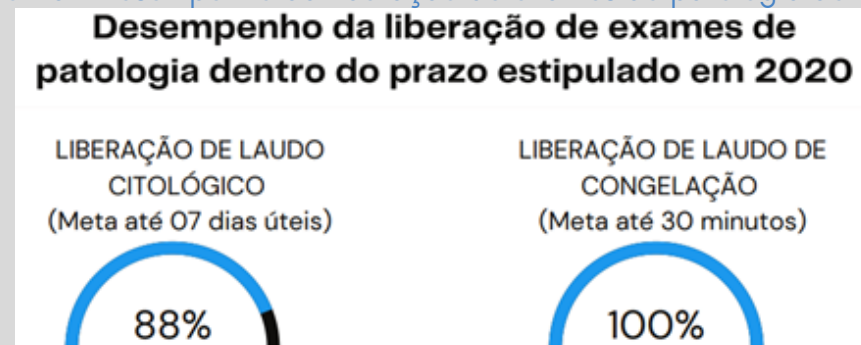 Desempenho da liberação de exames de
patologia dentro do prazo estipulado em 2020
LIBERAÇÃO DE LAUDO
CITOLÓGICO
(Meta até 07 dias úteis)
88%
LIBERAÇÃO DE LAUDO DE
CONGELAÇÃO
(Meta até 30 minutos)
100%